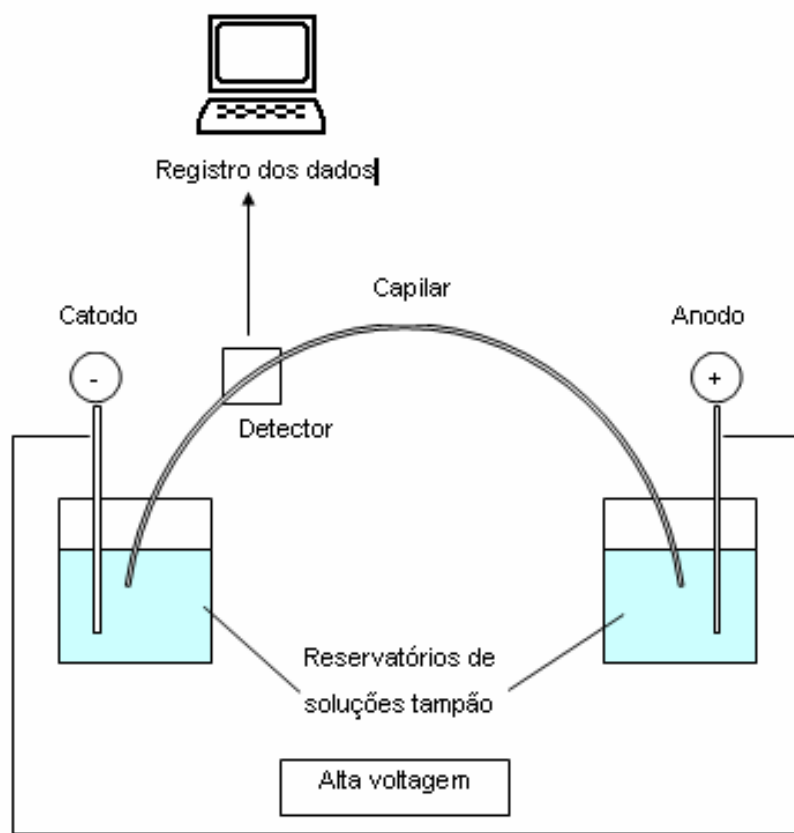 Registro dos dados
Capilar
Catodo
Anodo
-
+
Detector
Reservatórios de
soluções tampão
Alta voltagem